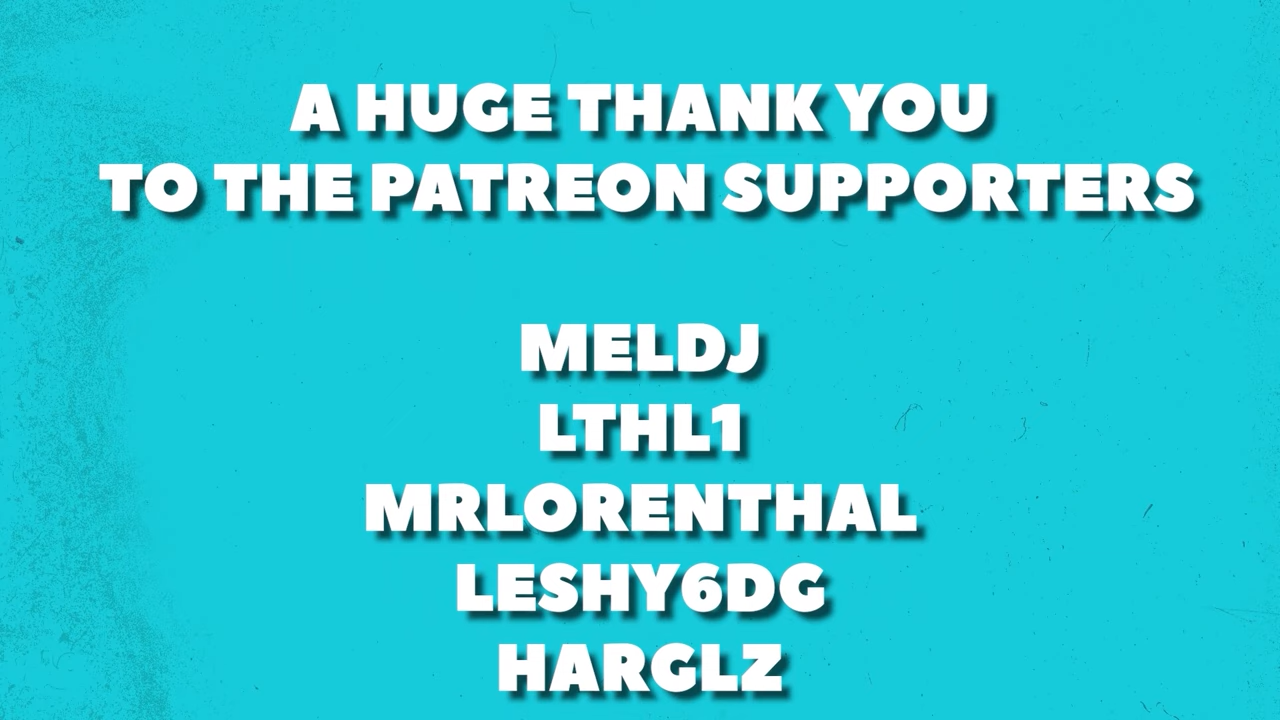 A HUGE THANK YOU
TO THE PATREON SUPPORTERS
MELDJ
LTHL1
MRLORENTHAL
LESHY6DG
HARGLZ